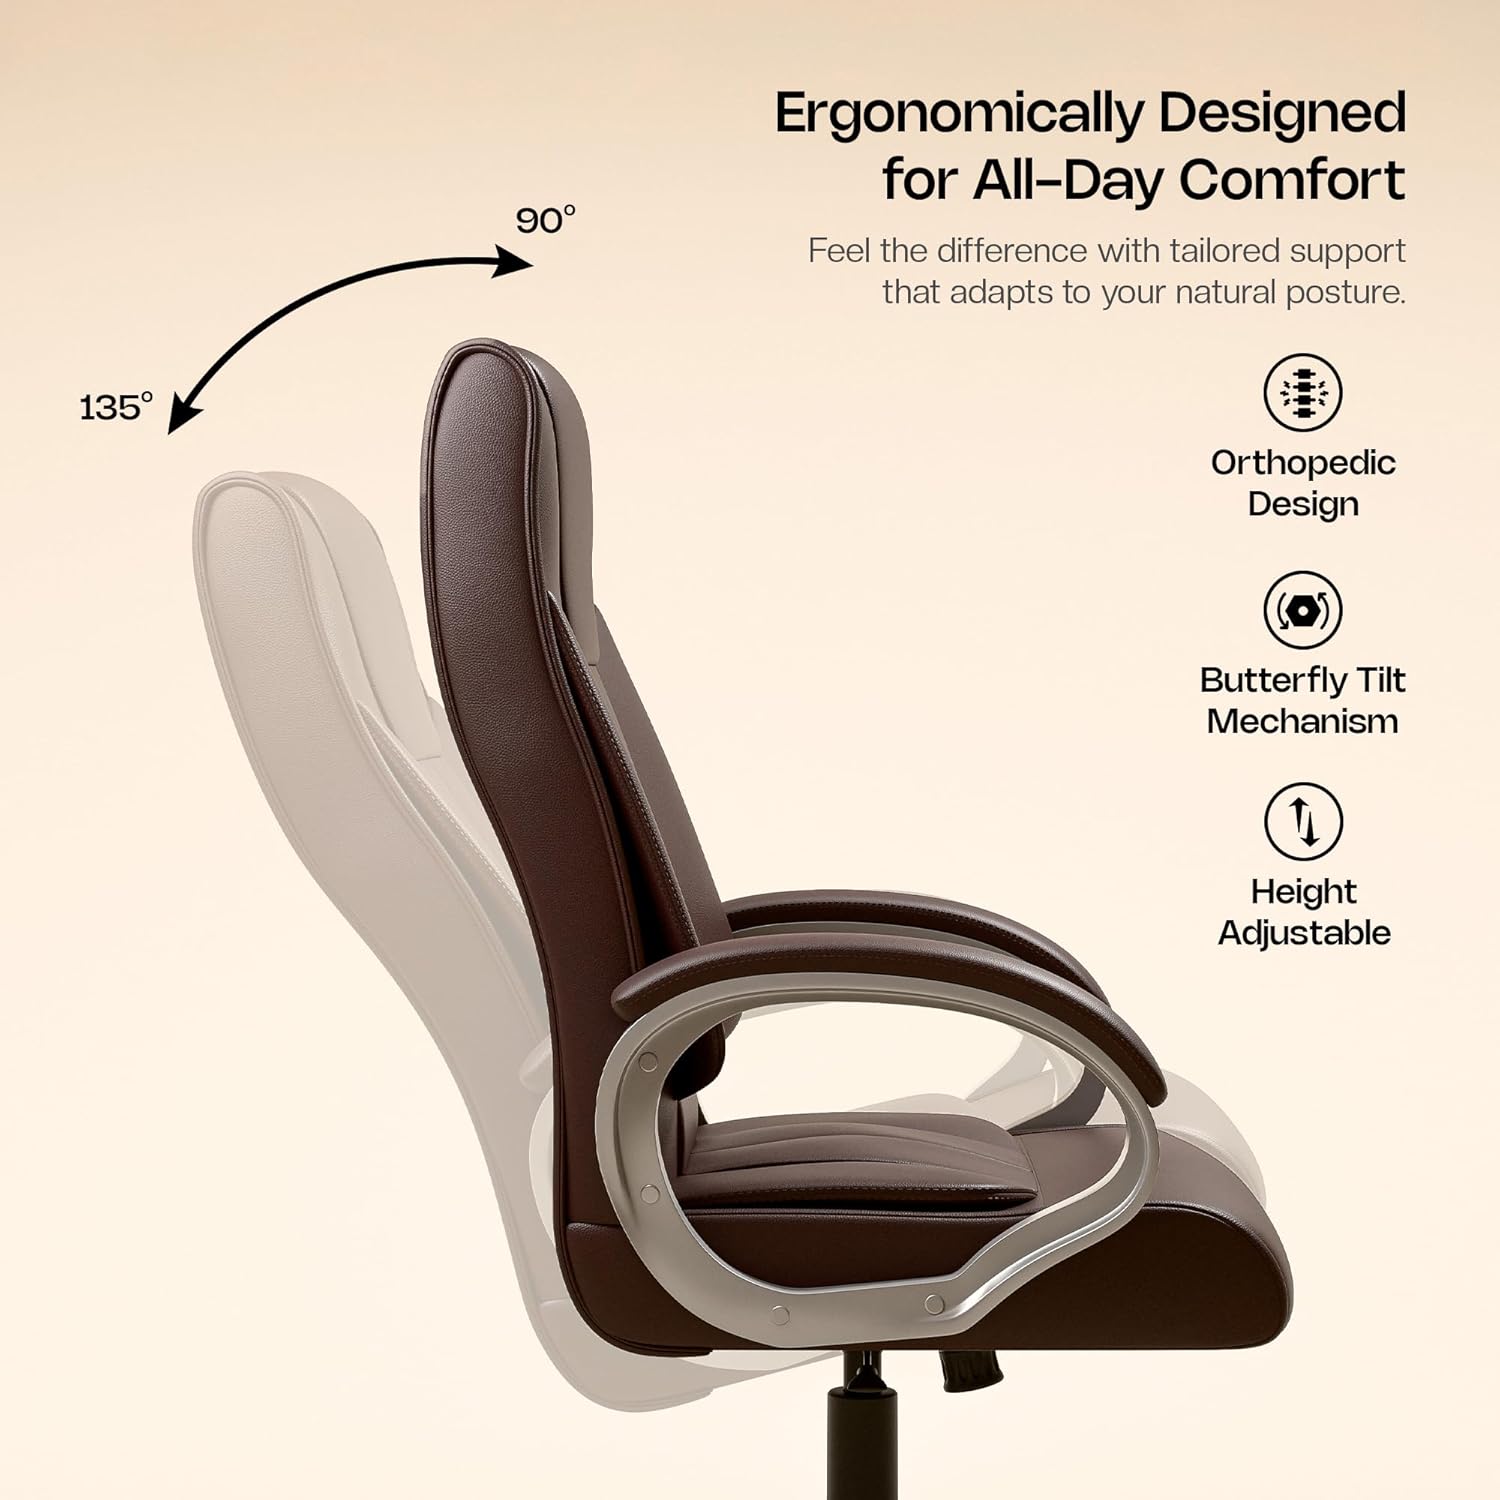 Ergonomically Designed
for All-Day Comfort
Feel the difference with tailored support
that adapts to your natural posture.
90°
135°
Orthopedic
Design
Butterfly Tilt
Mechanism
Height
Adjustable